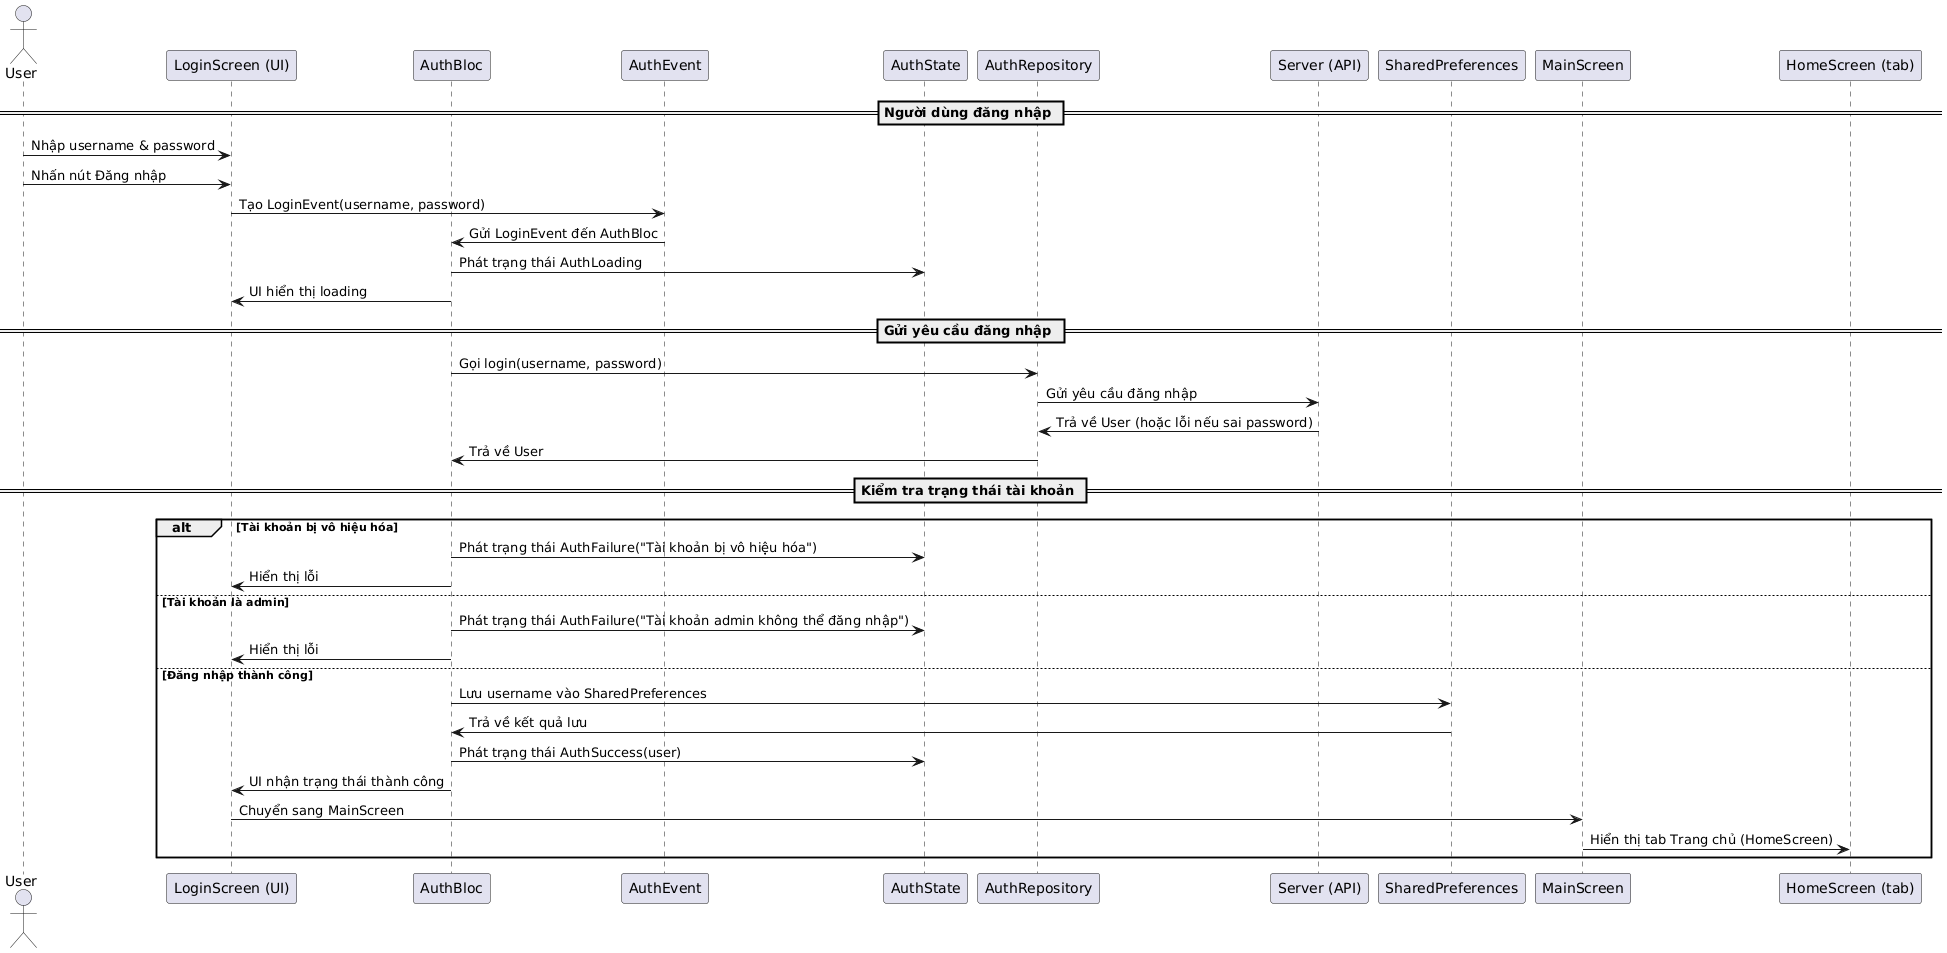 User
LoginScreen (UI)
AuthBloc
AuthEvent
AuthState
AuthRepository
Server (API)
SharedPreferences
MainScreen
HomeScreen (tab)
Người dùng đăng nhập
Nhập username & password
Nhấn nút Đăng nhập
Tạo LoginEvent(username, password)
Gửi LoginEvent đến AuthBloc
Phát trạng thái AuthLoading
UI hiển thị loading
Gửi yêu cầu đăng nhập
Gọi login(username, password)
Gửi yêu cầu đăng nhập
Trả về User (hoặc lỗi nếu sai password)
Trả về User
Kiểm tra trạng thái tài khoản
alt [Tài khoản bị vô hiệu hóa]
Phát trạng thái AuthFailure("Tài khoản bị vô hiệu hóa")
Hiển thị lỗi
[Tài khoản là admin]
Phát trạng thái AuthFailure("Tài khoản admin không thể đăng nhập")
Hiển thị lỗi
[Đăng nhập thành công]
Lưu username vào SharedPreferences
Trả về kết quả lưu
Phát trạng thái AuthSuccess(user)
UI nhận trạng thái thành công
Chuyển sang MainScreen
Hiển thị tab Trang chủ (HomeScreen)
User
LoginScreen (UI)
AuthBloc
AuthEvent
AuthState
AuthRepository
Server (API)
SharedPreferences
MainScreen
HomeScreen (tab)